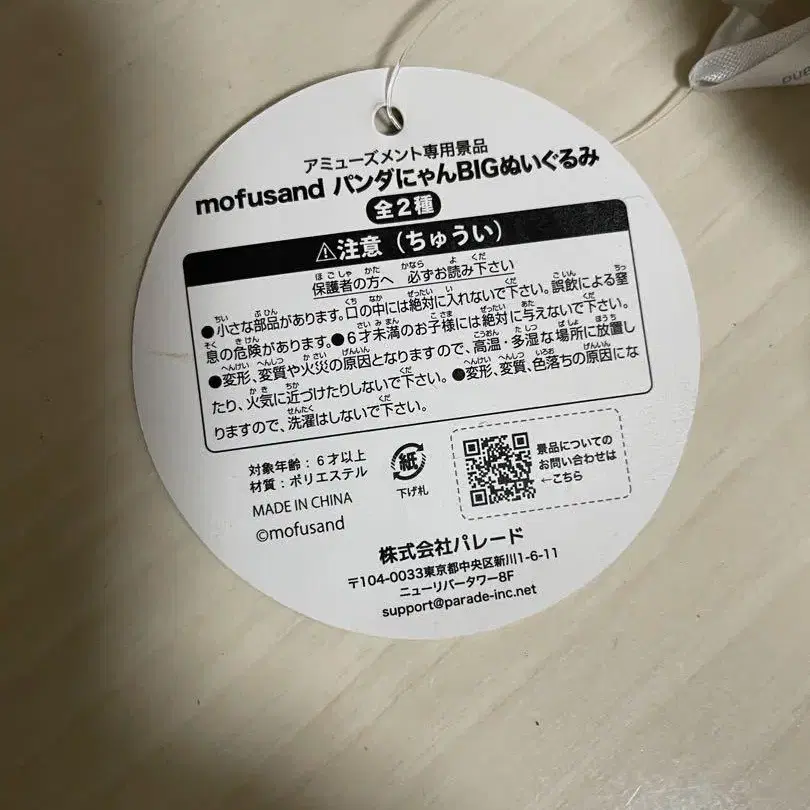 アミューズメント専用景品
mofusand パンダにゃんBIGぬいぐるみ
全2種
⚠注意（ちゅうい）
保護者の方へ 必ずお読み下さい
●小さな部品があります。口の中には絶対に入れないで下さい。誤飲による窒
息の危険があります。●6才未満のお子様には絶対に与えないで下さい。
●変形、変質や火災の原因となりますので、高温・多湿な場所に放置し
たり、火気に近づけたりしないで下さい。●変形、変質、色落ちの原因にな
りますので、洗濯はしないで下さい。
対象年齢：6才以上
材質：ポリエステル
MADE IN CHINA
©mofusand
紙
下げ札
景品についての
お問い合わせは
←こちら
株式会社パレード
〒104-0033東京都中央区新川1-6-11
ニューリバータワー8F
support@parade-inc.net